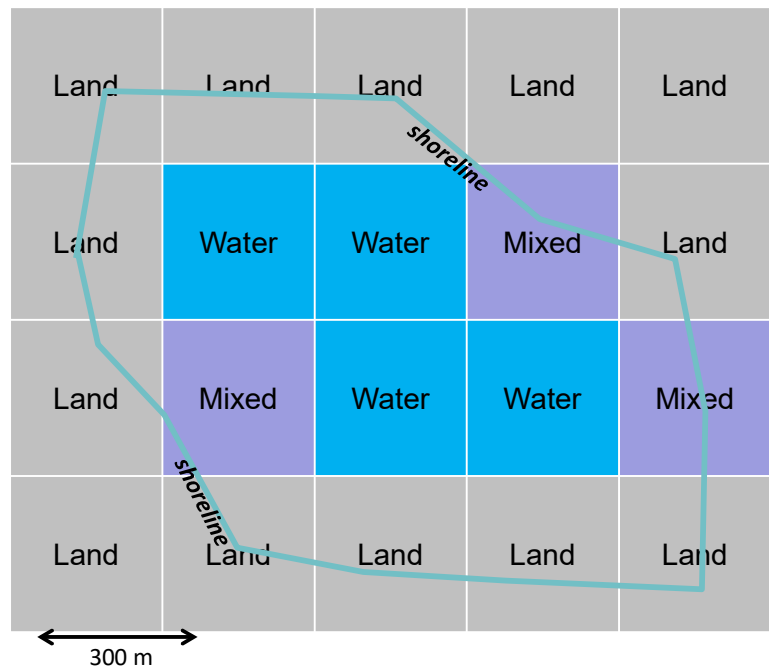 Land Land Land Land Land
shoreline
Land Water Water Mixed Land
Land Mixed Water Water Mixed
shoreline
Land Land Land Land Land
300 m